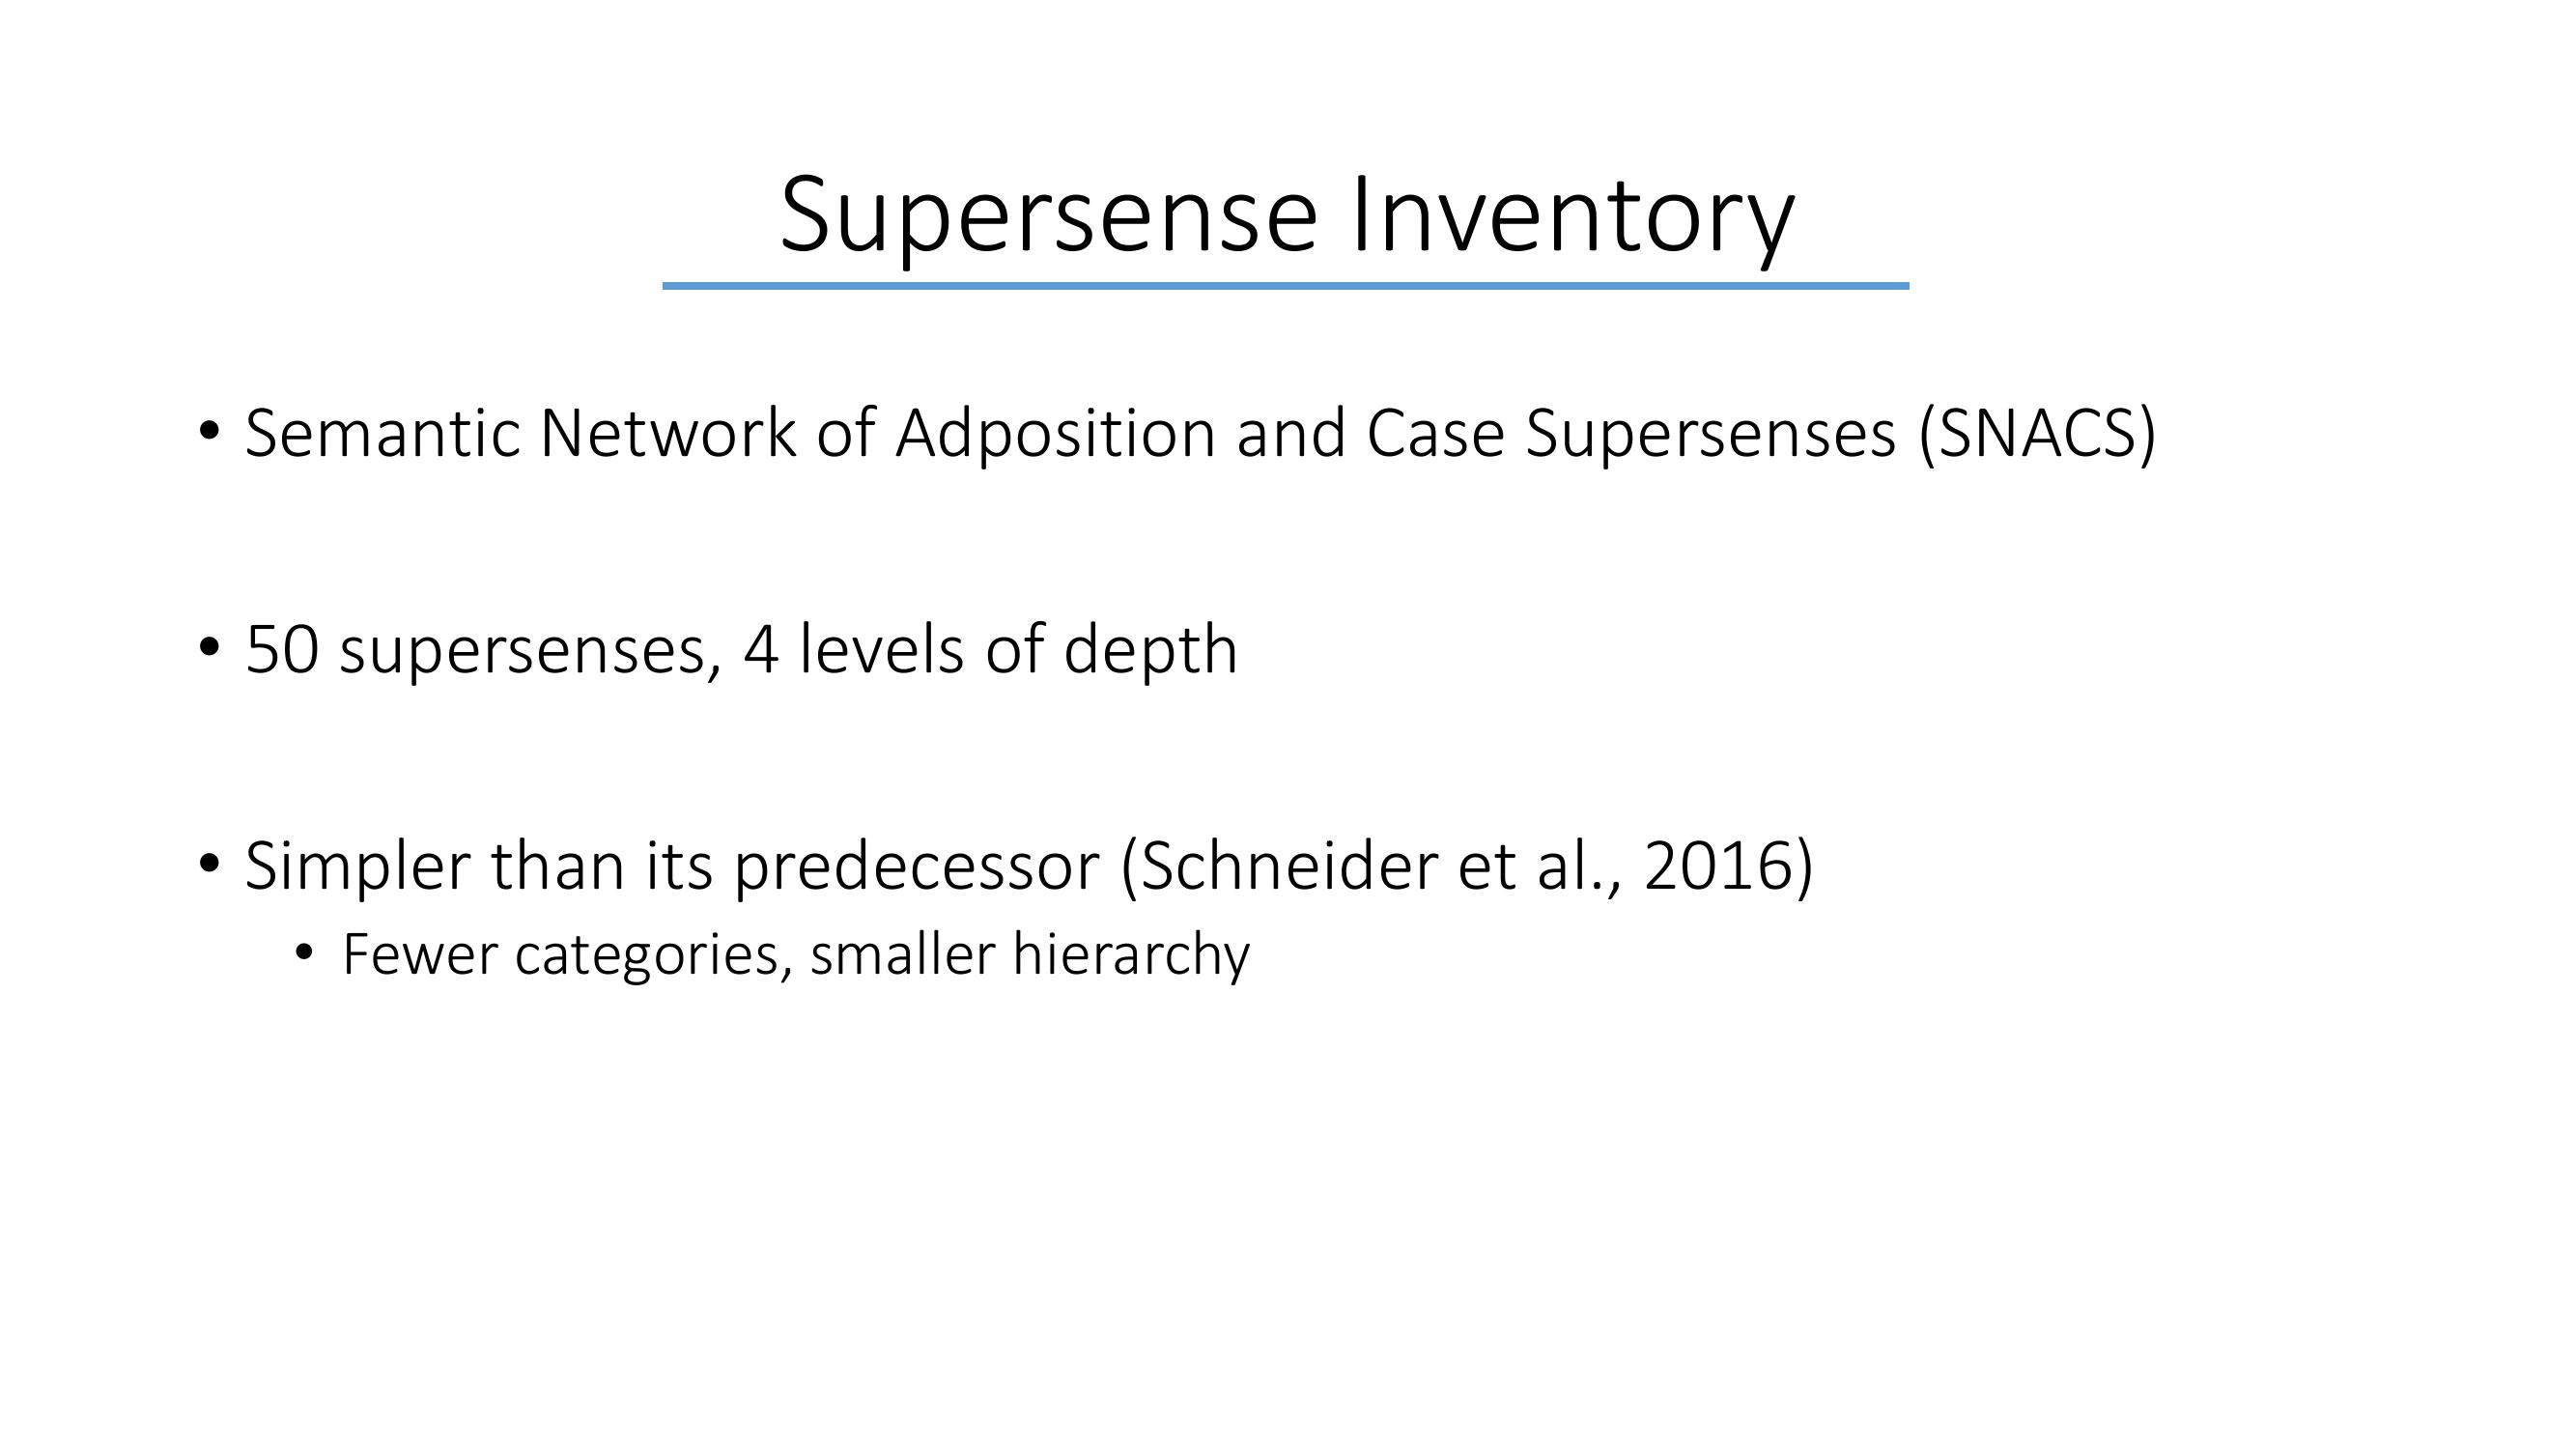 Supersense Inventory
• Semantic Network of Adposition and Case Supersenses (SNACS)
• 50 supersenses, 4 levels of depth
• Simpler than its predecessor (Schneider et al., 2016)
• Fewer categories, smaller hierarchy